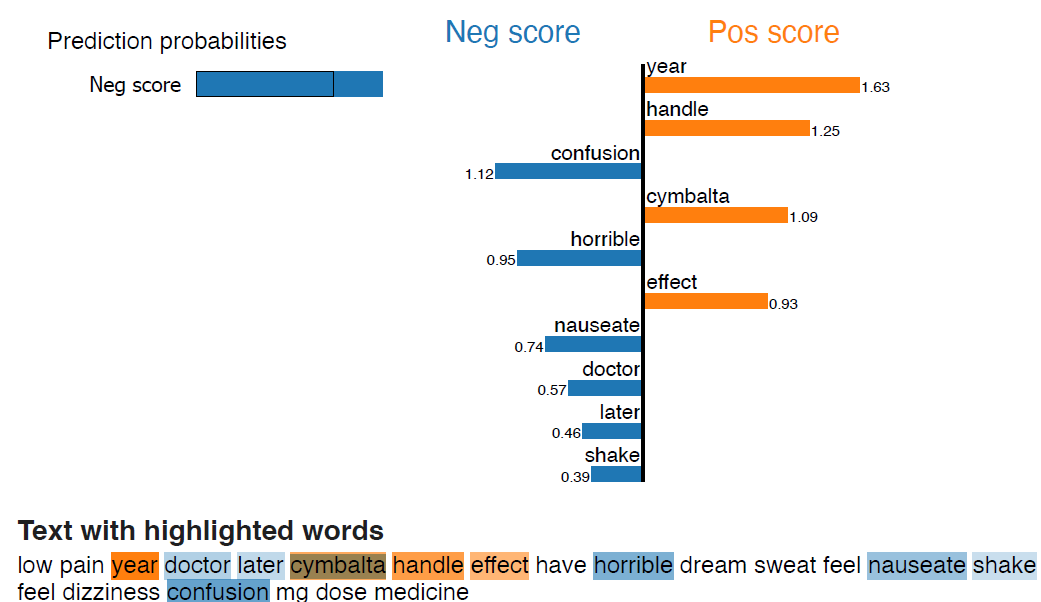 Neg score Pos score
Prediction probabilities
Neg score
year
1.63
handle
1.25
confusion
1.12
cymbalta
1.09
horrible
0.95
effect
0.93
nauseate
0.74
doctor
0.57
later
0.46
shake
0.39
Text with highlighted words
low pain year doctor later cymbalta handle effect have horrible dream sweat feel nauseate shake
feel dizziness confusion mg dose medicine